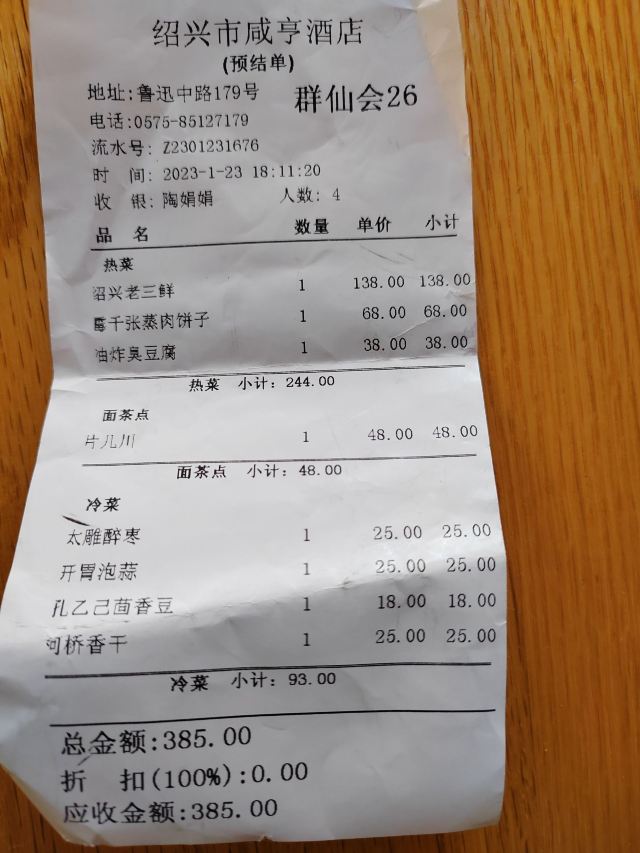 绍兴市咸亨酒店
(预结单)
地址:鲁迅中路179号 群仙会26
电话:0575-85127179
流水号: Z2301231676
时 间: 2023-1-23 18:11:20
收 银: 陶娟娟 人数: 4
品 名 数量 单价 小计
热菜
绍兴老三鲜 1 138.00 138.00
霉千张蒸肉饼子 1 68.00 68.00
油炸臭豆腐 1 38.00 38.00
热菜 小计: 244.00
面茶点
片儿川 1 48.00 48.00
面茶点 小计: 48.00
冷菜
太雕醉枣 1 25.00 25.00
开胃泡蒜 1 25.00 25.00
孔乙己茴香豆 1 18.00 18.00
柯桥香干 1 25.00 25.00
冷菜 小计: 93.00
总金额:385.00
折 扣(100%):0.00
应收金额:385.00